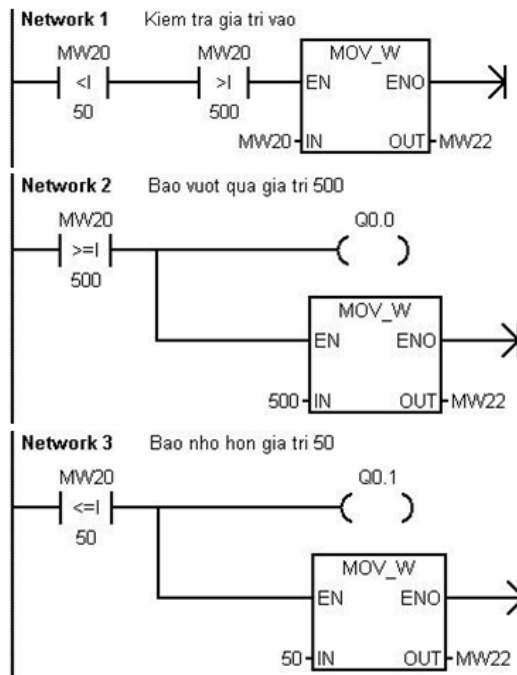 Network 1 Kiem tra gia tri vao
MW20 MW20 MOV_W
<I >I EN ENO
50 500
MW20 IN OUT MW22
Network 2 Bao vuot qua gia tri 500
MW20 Q0.0
>=I
500 MOV_W
EN ENO
500 IN OUT MW22
Network 3 Bao nho hon gia tri 50
MW20 Q0.1
<=I
50 MOV_W
EN ENO
50 IN OUT MW22